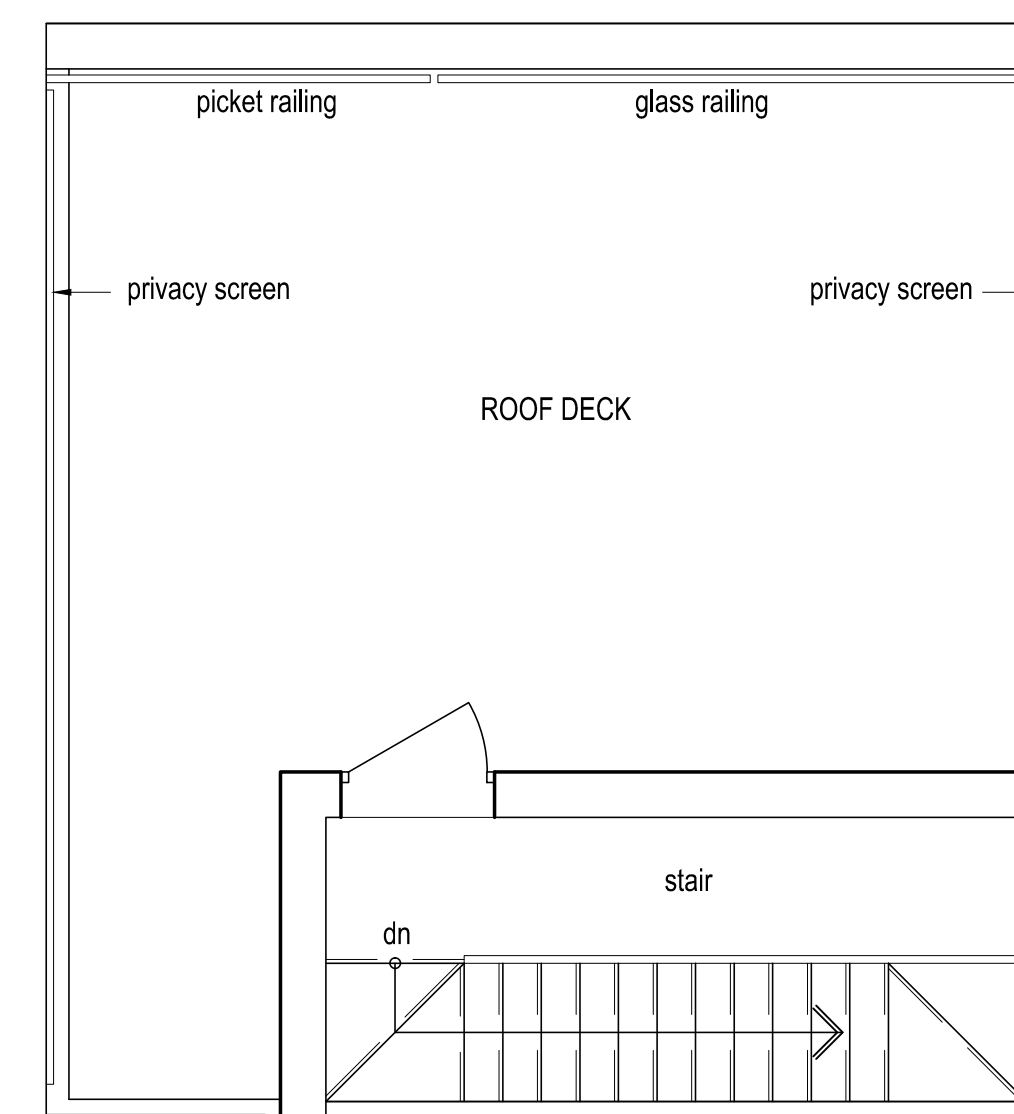 picket railing
glass railing
privacy screen
privacy screen
ROOF DECK
stair
dn